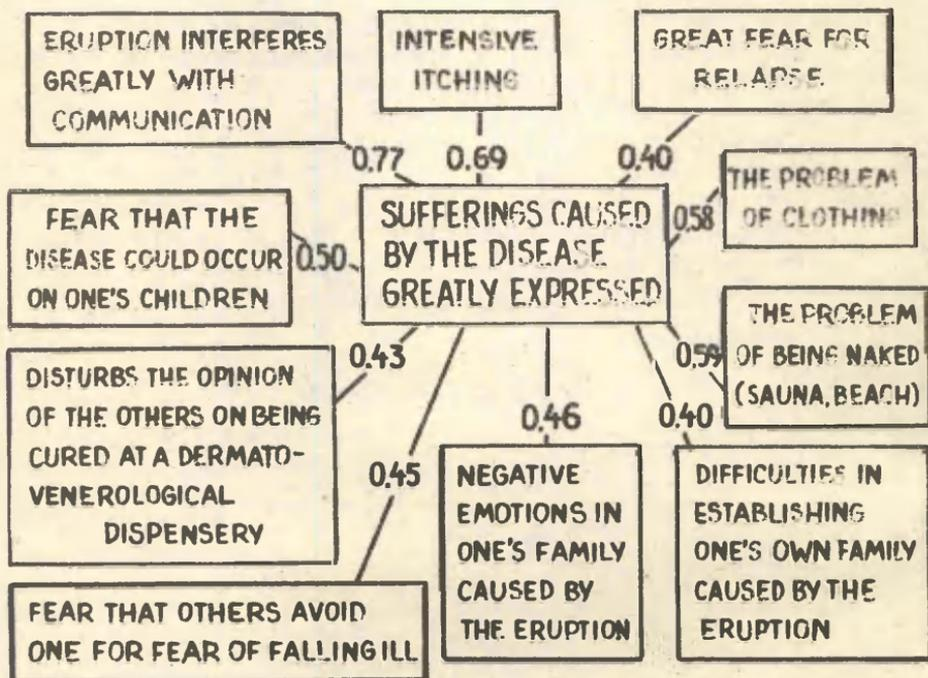 ERUPTION INTERFERES
GREATLY WITH
COMMUNICATION
INTENSIVE
ITCHING
GREAT FEAR FOR
RELAPSE
0.77
0.69
0.40
THE PROBLEM
OF CLOTHING
0.58
FEAR THAT THE
DISEASE COULD OCCUR
ON ONE'S CHILDREN
0.50
SUFFERINGS CAUSED
BY THE DISEASE
GREATLY EXPRESSED
THE PROBLEM
OF BEING NAKED
(SAUNA, BEACH)
0.59
0.43
DISTURBS THE OPINION
OF THE OTHERS ON BEING
CURED AT A DERMATO-
VENEROLOGICAL
DISPENSERY
0.45
0.46
0.40
NEGATIVE
EMOTIONS IN
ONE'S FAMILY
CAUSED BY
THE ERUPTION
DIFFICULTIES IN
ESTABLISHING
ONE'S OWN FAMILY
CAUSED BY THE
ERUPTION
FEAR THAT OTHERS AVOID
ONE FOR FEAR OF FALLING ILL